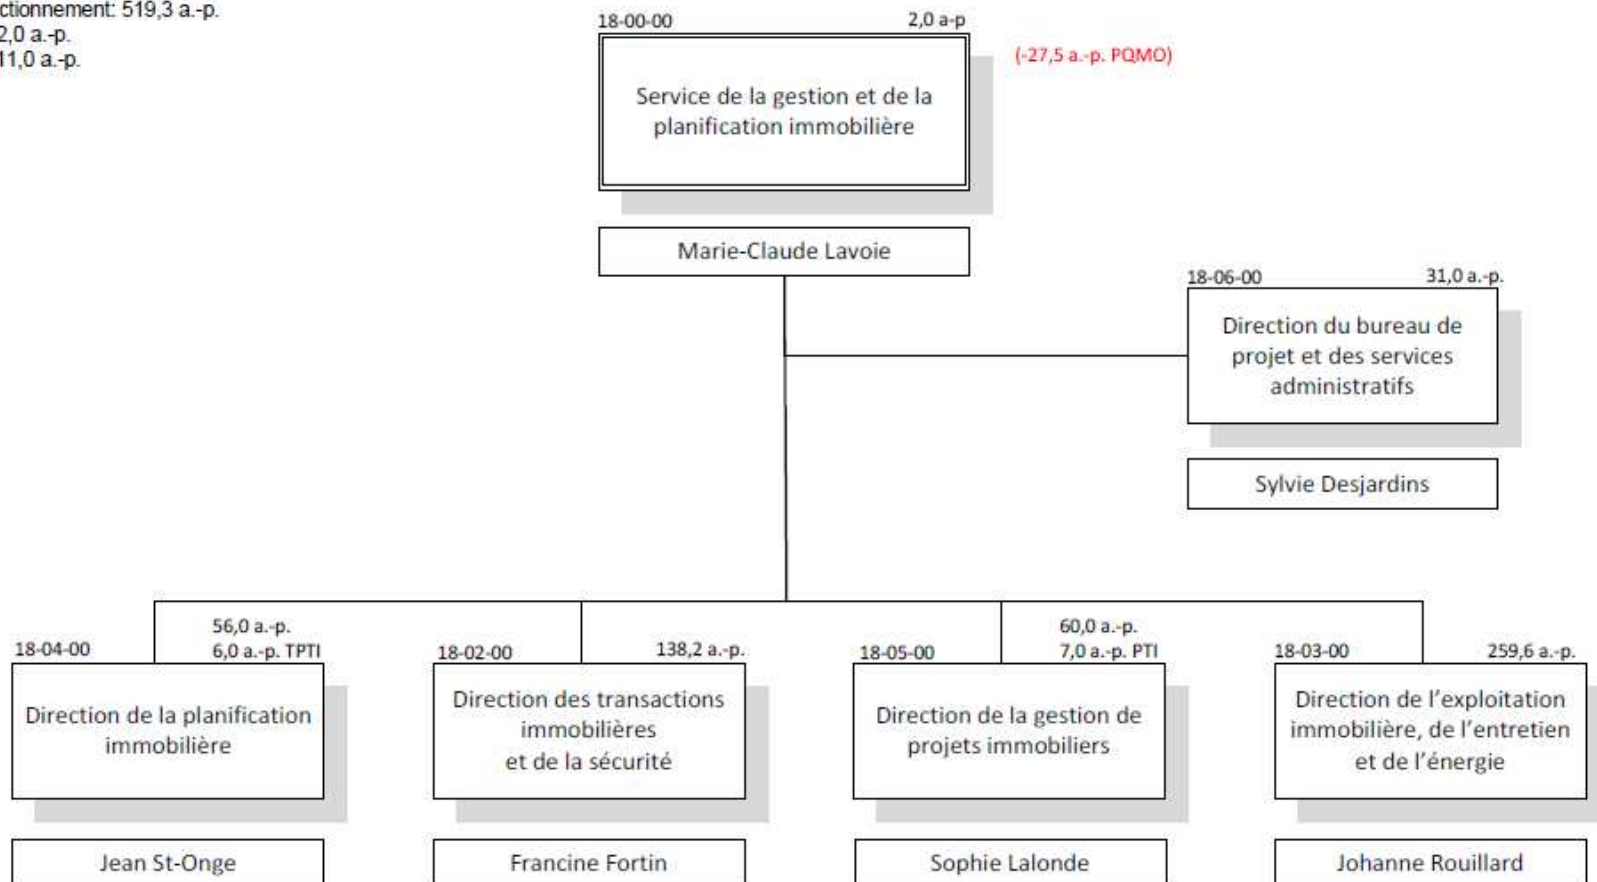 ctionnement: 519,3 a.-p.
2,0 a.-p.
11,0 a.-p.
18-00-00 2,0 a-p
(-27,5 a.-p. PQMO)
Service de la gestion et de la
planification immobilière
Marie-Claude Lavoie
18-06-00 31,0 a.-p.
Direction du bureau de
projet et des services
administratifs
Sylvie Desjardins
56,0 a.-p.
18-04-00 6,0 a.-p. TPTI
Direction de la planification
immobilière
Jean St-Onge
18-02-00 138,2 a.-p.
Direction des transactions
immobilières
et de la sécurité
Francine Fortin
60,0 a.-p.
18-05-00 7,0 a.-p. PTI
Direction de la gestion de
projets immobiliers
Sophie Lalonde
18-03-00 259,6 a.-p.
Direction de l'exploitation
immobilière, de l'entretien
et de l'énergie
Johanne Rouillard